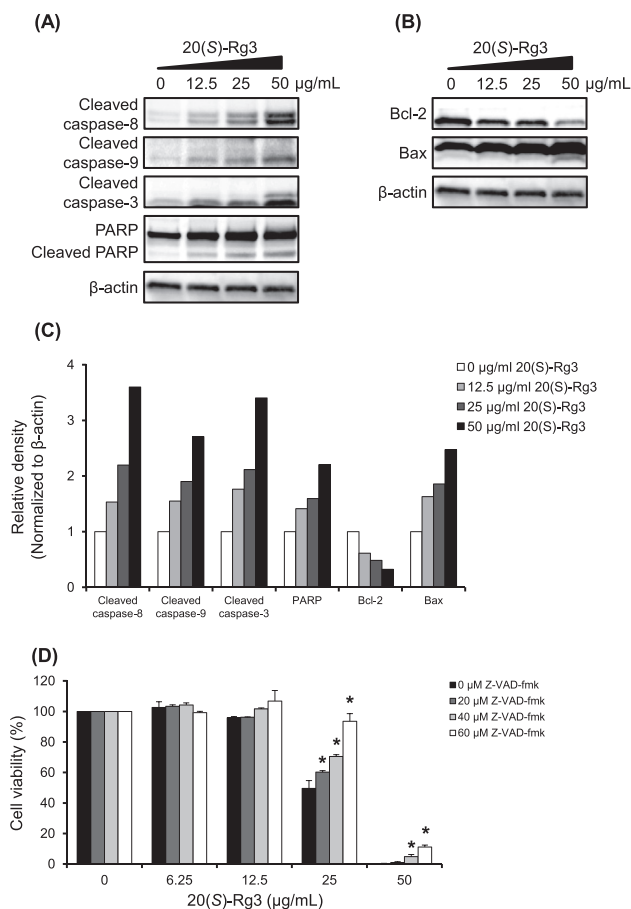 (A)
20(S)-Rg3
0 12.5 25 50 μg/mL
Cleaved
caspase-8
Cleaved
caspase-9
Cleaved
caspase-3
PARP
Cleaved PARP
β-actin
(B)
20(S)-Rg3
0 12.5 25 50 μg/mL
Bcl-2
Bax
β-actin
(C)
Relative density
(Normalized to β-actin)
4
3
2
1
0
Cleaved
caspase-8
Cleaved
caspase-9
Cleaved
caspase-3
PARP
Bcl-2
Bax
0 μg/ml 20(S)-Rg3
12.5 μg/ml 20(S)-Rg3
25 μg/ml 20(S)-Rg3
50 μg/ml 20(S)-Rg3
(D)
Cell viability (%)
120
100
80
60
40
20
0
* * *
* *
0 6.25 12.5 25 50
20(S)-Rg3 (μg/mL)
0 μM Z-VAD-fmk
20 μM Z-VAD-fmk
40 μM Z-VAD-fmk
60 μM Z-VAD-fmk